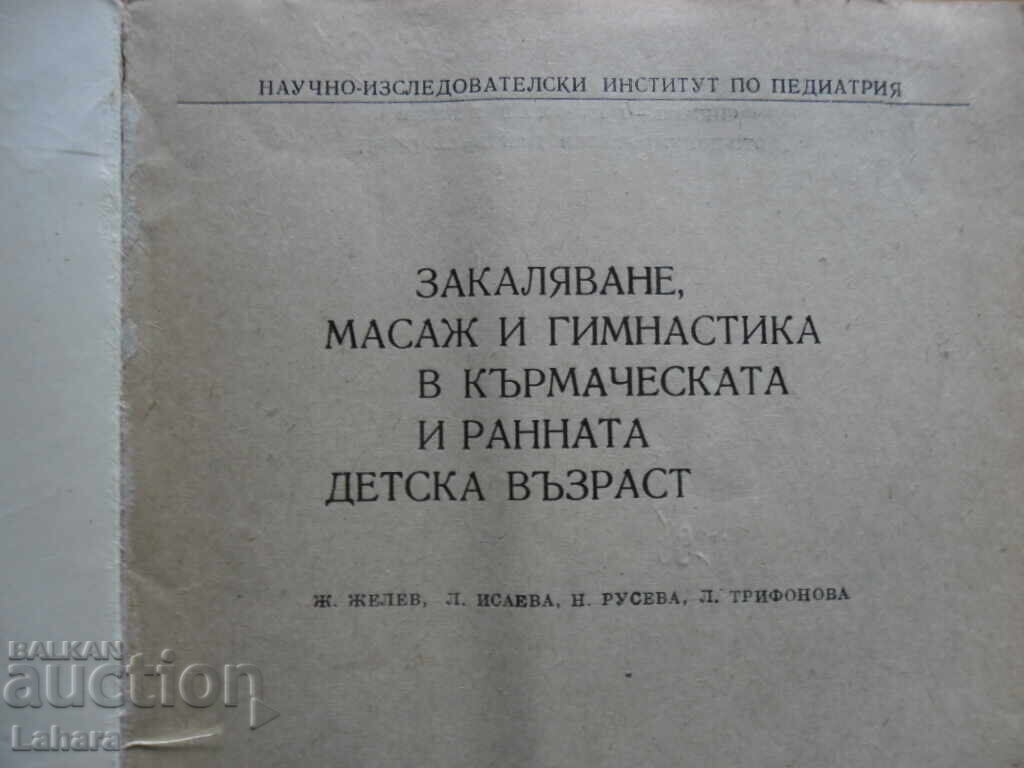 НАУЧНО-ИЗСЛЕДОВАТЕЛСКИ ИНСТИТУТ ПО ПЕДИАТРИЯ
ЗАКАЛЯВАНЕ,
МАСАЖ И ГИМНАСТИКА
В КЪРМАЧЕСКАТА
И РАННАТА
ДЕТСКА ВЪЗРАСТ
Ж. ЖЕЛЕВ, Л. ИСАЕВА, Н. РУСЕВА, Л. ТРИФОНОВА
BALKAN
auction
Lahara